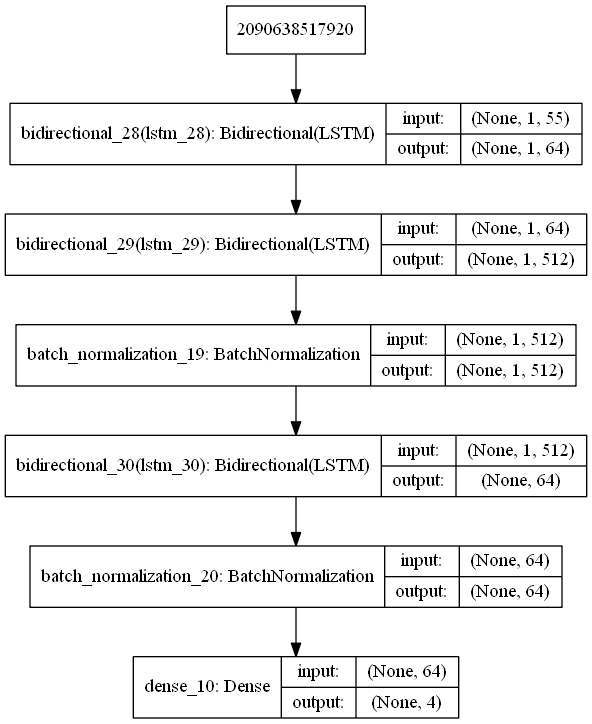 2090638517920
bidirectional_28(lstm_28): Bidirectional(LSTM)
input: (None, 1, 55)
output: (None, 1, 64)
bidirectional_29(lstm_29): Bidirectional(LSTM)
input: (None, 1, 64)
output: (None, 1, 512)
batch_normalization_19: BatchNormalization
input: (None, 1, 512)
output: (None, 1, 512)
bidirectional_30(lstm_30): Bidirectional(LSTM)
input: (None, 1, 512)
output: (None, 64)
batch_normalization_20: BatchNormalization
input: (None, 64)
output: (None, 64)
dense_10: Dense
input: (None, 64)
output: (None, 4)